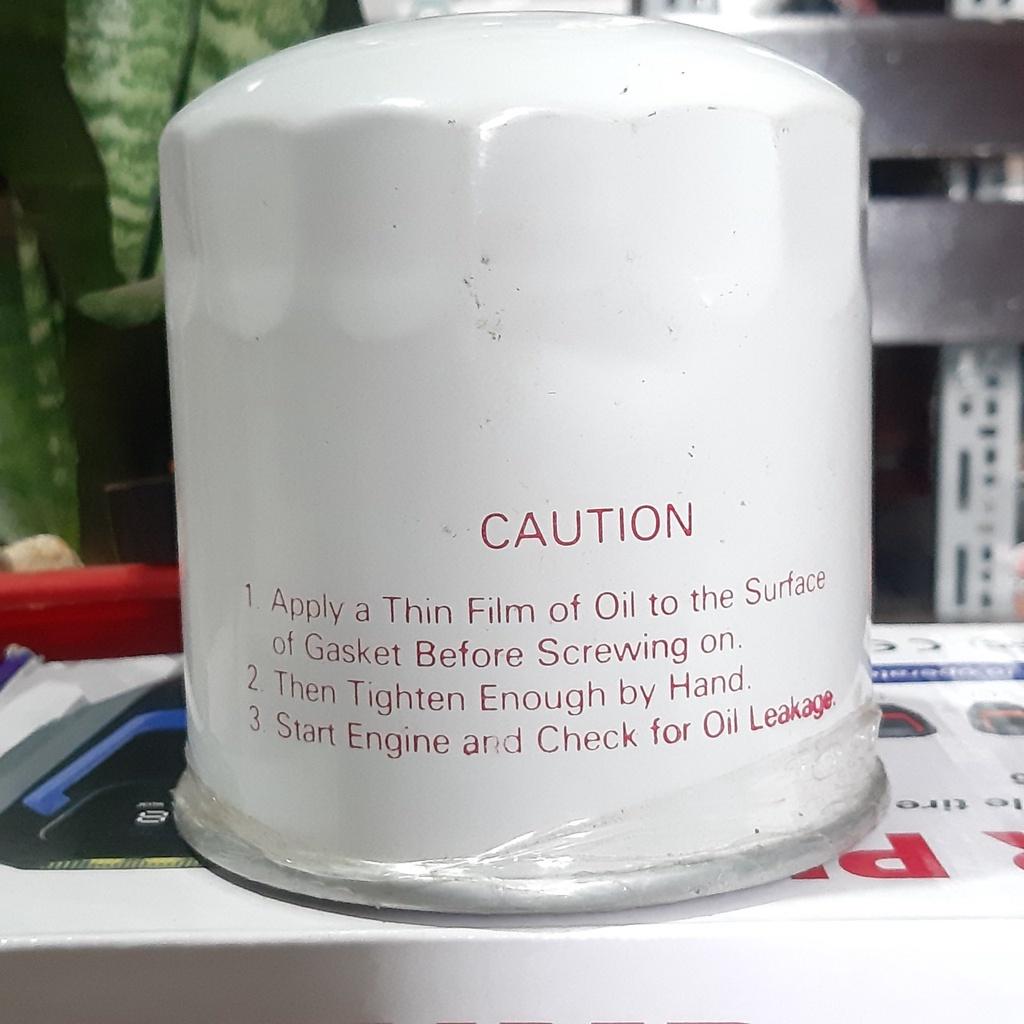 CAUTION
1. Apply a Thin Film of Oil to the Surface
of Gasket Before Screwing on.
2. Then Tighten Enough by Hand.
3. Start Engine and Check for Oil Leakage.
tire